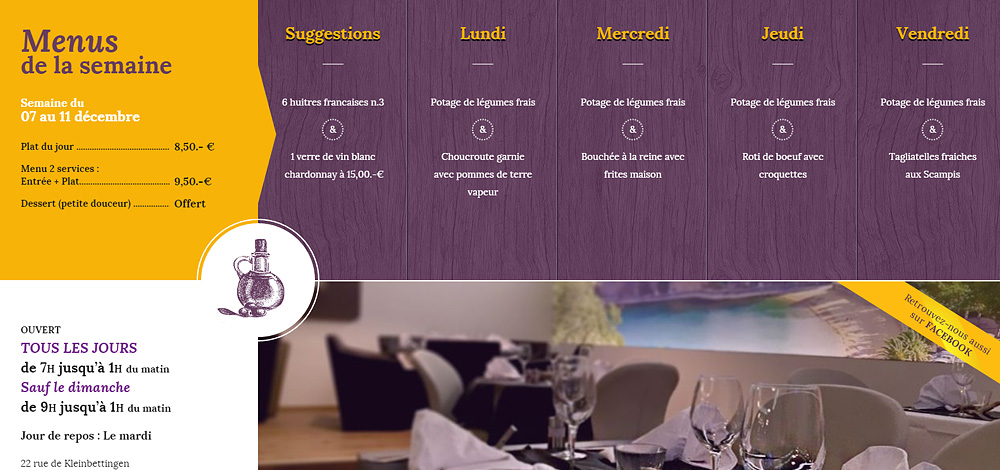 Menus
de la semaine
Semaine du
07 au 11 décembre
Plat du jour ...................................... 8,50.- €
Menu 2 services :
Entrée + Plat..................................... 9,50.-€
Dessert (petite douceur) ............... Offert
Suggestions
6 huitres francaises n.3
&
1 verre de vin blanc
chardonnay à 15,00.-€
Lundi
Potage de légumes frais
&
Choucroute garnie
avec pommes de terre
vapeur
Mercredi
Potage de légumes frais
&
Bouchée à la reine avec
frites maison
Jeudi
Potage de légumes frais
&
Roti de boeuf avec
croquettes
Vendredi
Potage de légumes frais
&
Tagliatelles fraiches
aux Scampis
OUVERT
TOUS LES JOURS
de 7H jusqu'à 1H du matin
Sauf le dimanche
de 9H jusqu'à 1H du matin
Jour de repos : Le mardi
22 rue de Kleinbettingen
Retrouvez-nous aussi
sur FACEBOOK